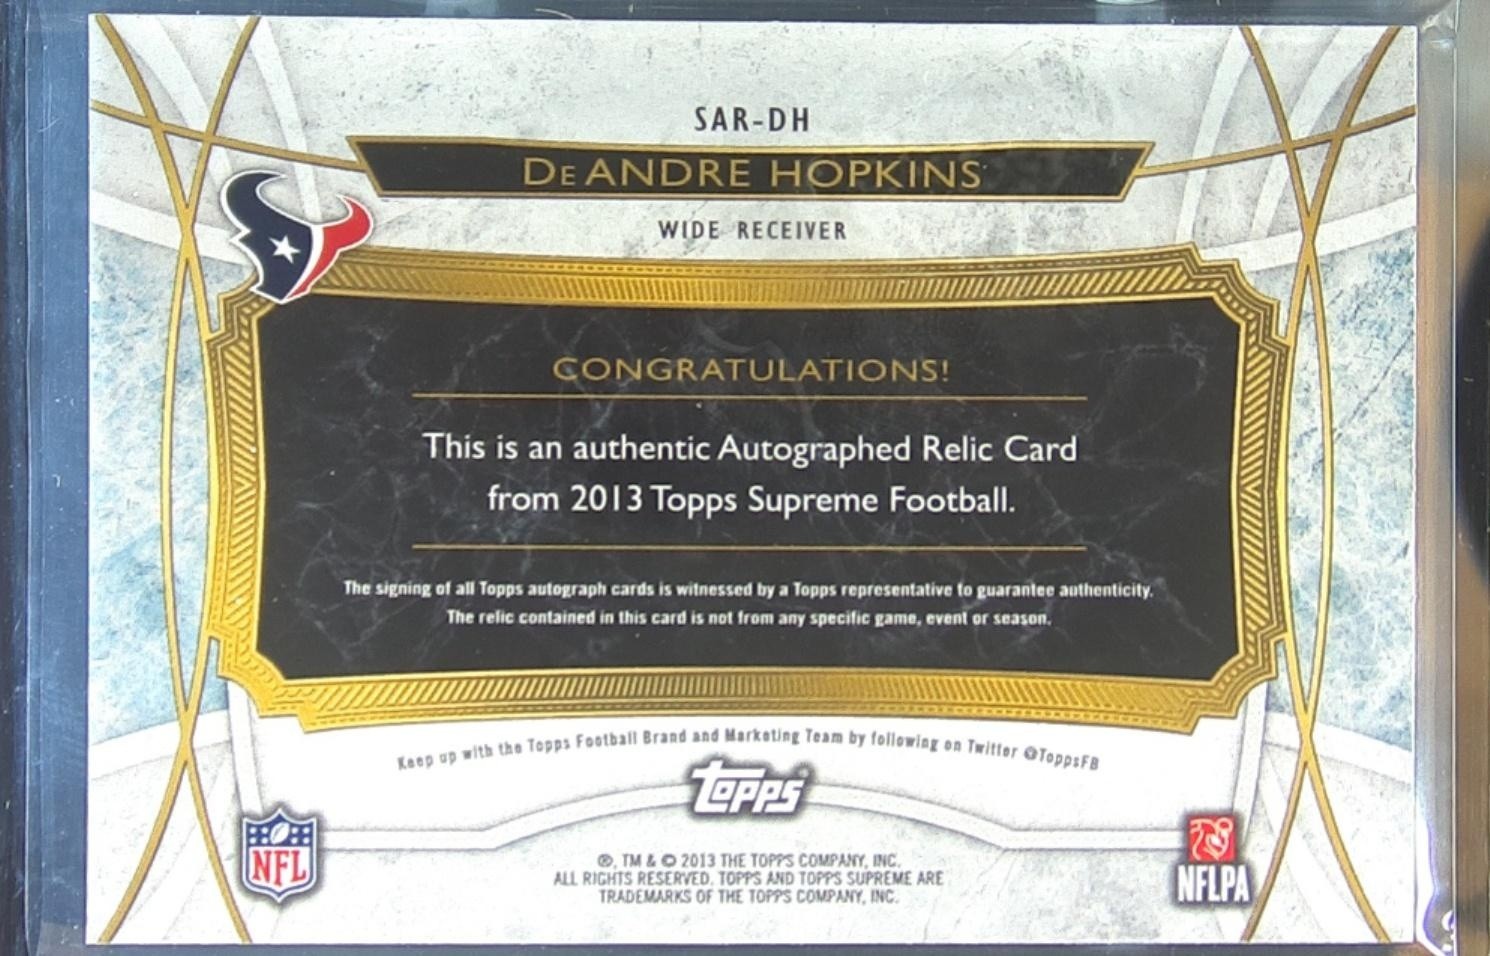 SAR-DH
DeANDRE HOPKINS
WIDE RECEIVER
CONGRATULATIONS!
This is an authentic Autographed Relic Card
from 2013 Topps Supreme Football.
The signing of all Topps autograph cards is witnessed by a Topps representative to guarantee authenticity.
The relic contained in this card is not from any specific game, event or season.
Keep up with the Topps Football Brand and Marketing Team by following on Twitter @ToppsFB
Topps®
NFL
NFLPA
®, TM & © 2013 THE TOPPS COMPANY, INC.
ALL RIGHTS RESERVED. TOPPS AND TOPPS SUPREME ARE
TRADEMARKS OF THE TOPPS COMPANY, INC.